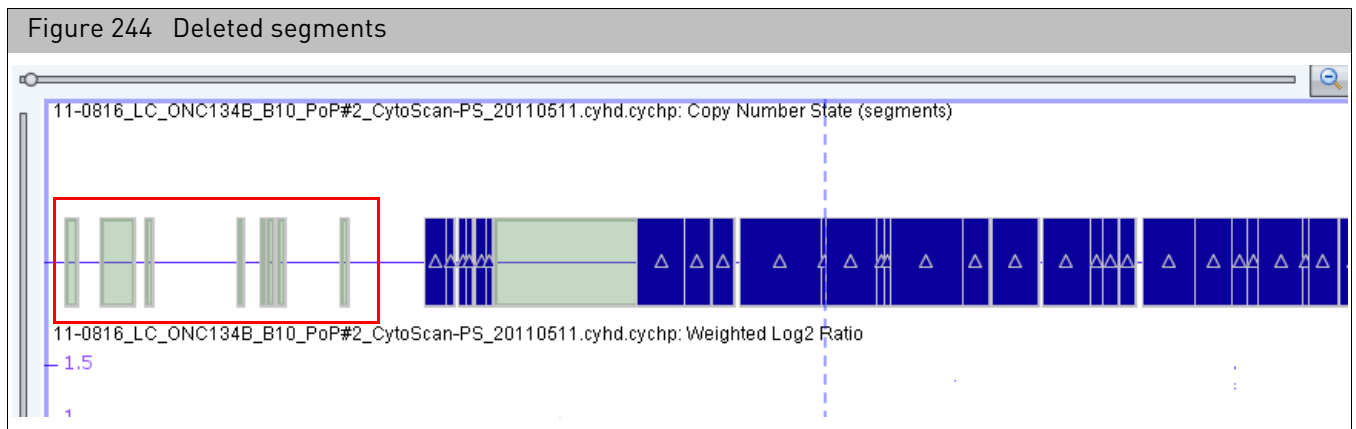 Figure 244 Deleted segments
11-0816_LC_ONC134B_B10_PoP#2_CytoScan-PS_20110511.cyhd.cychp: Copy Number State (segments)
11-0816_LC_ONC134B_B10_PoP#2_CytoScan-PS_20110511.cyhd.cychp: Weighted Log2 Ratio
1.5
1